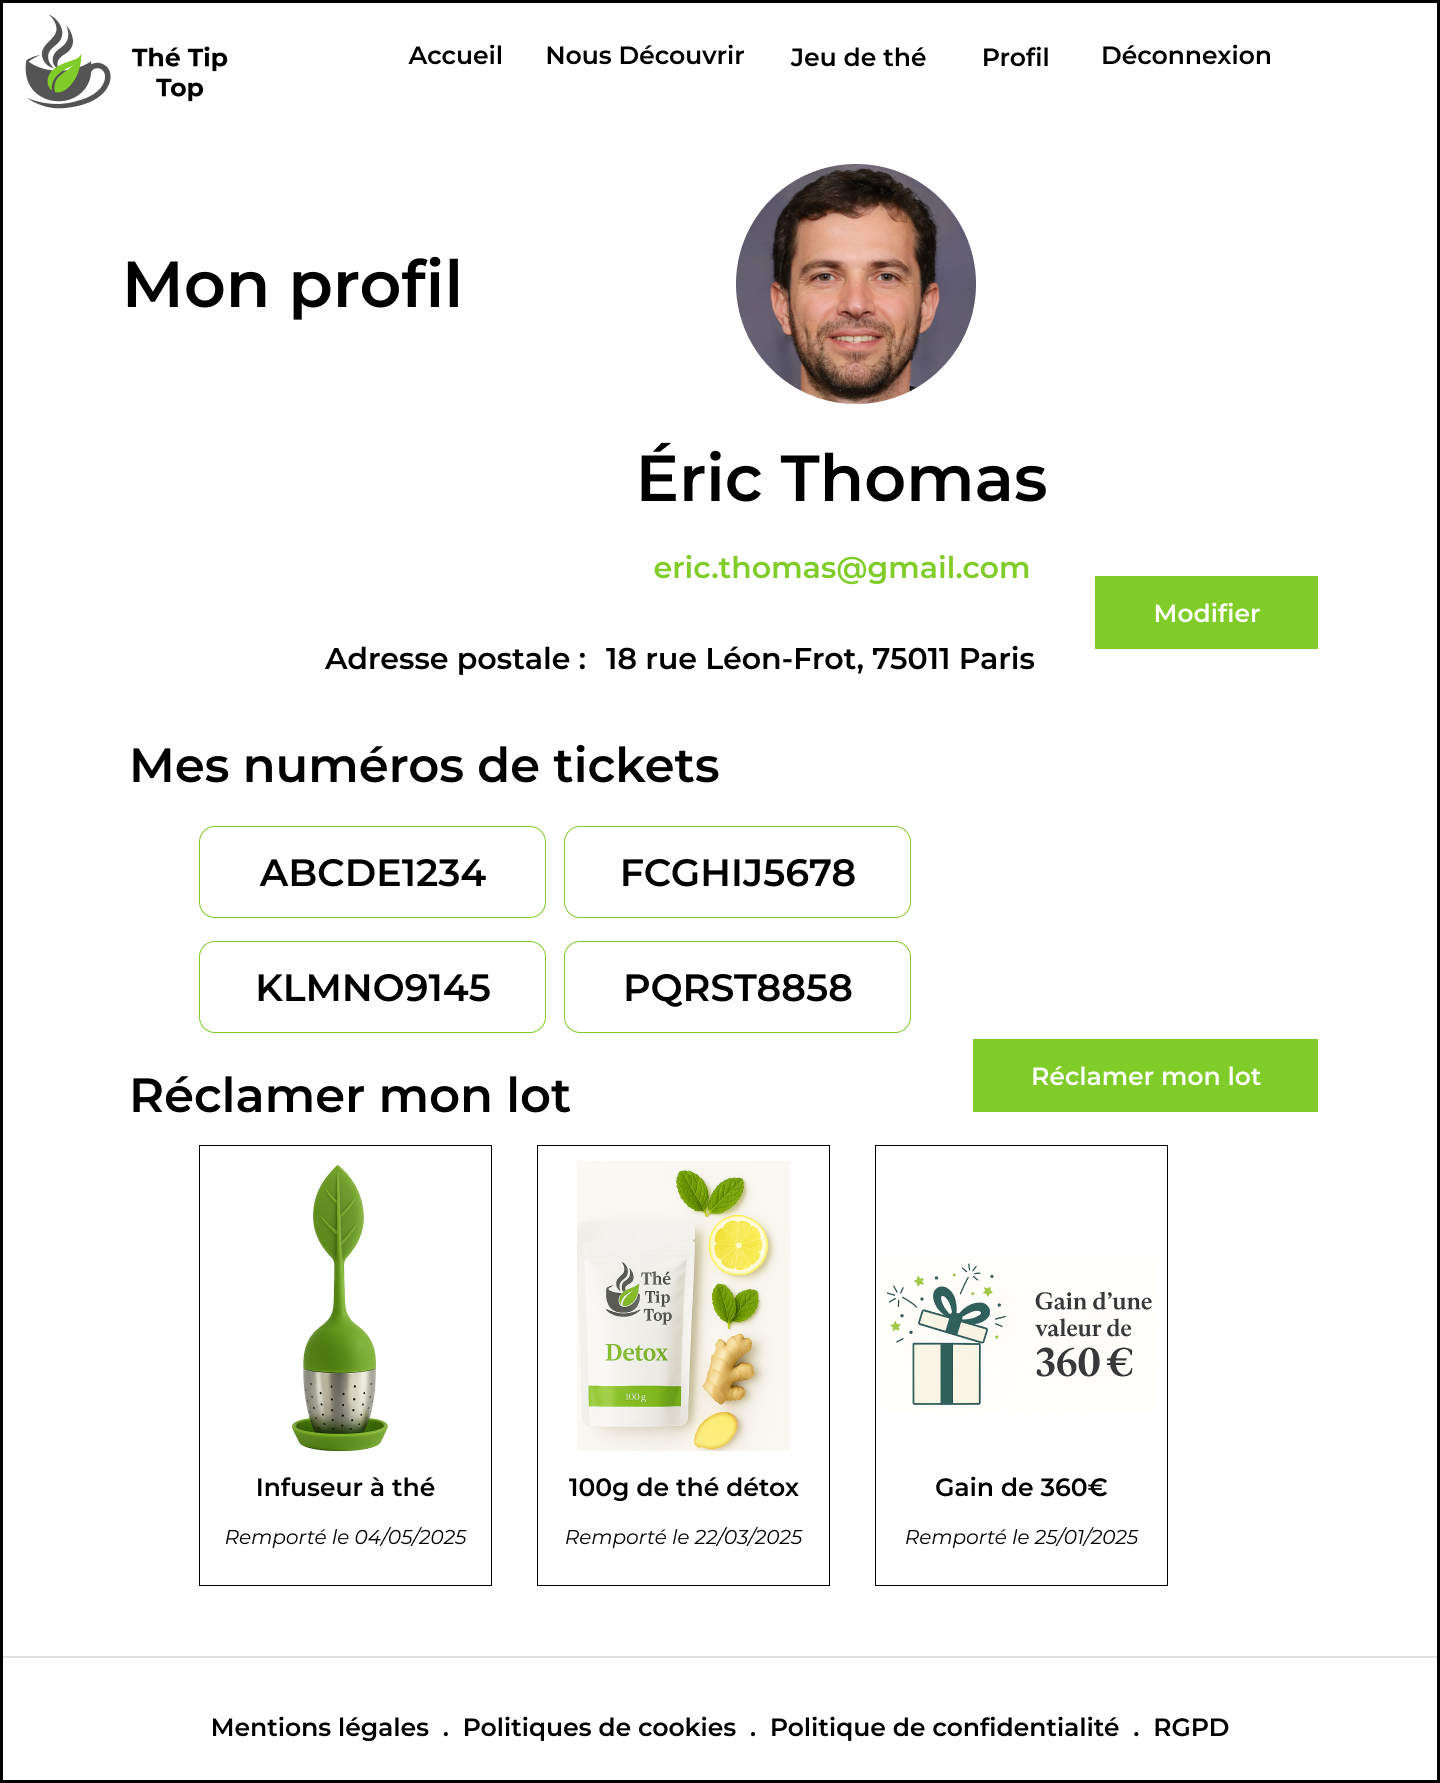 Thé Tip
Top
Accueil
Nous Découvrir
Jeu de thé
Profil
Déconnexion
Mon profil
Éric Thomas
eric.thomas@gmail.com
Modifier
Adresse postale : 18 rue Léon-Frot, 75011 Paris
Mes numéros de tickets
ABCDE1234
FCGHIJ5678
KLMNO9145
PQRST8858
Réclamer mon lot
Réclamer mon lot
Thé
Tip
Top
Detox
100 g
Gain d’une
valeur de
360 €
Infuseur à thé
100g de thé détox
Gain de 360€
Remporté le 04/05/2025
Remporté le 22/03/2025
Remporté le 25/01/2025
Mentions légales . Politiques de cookies . Politique de confidentialité . RGPD